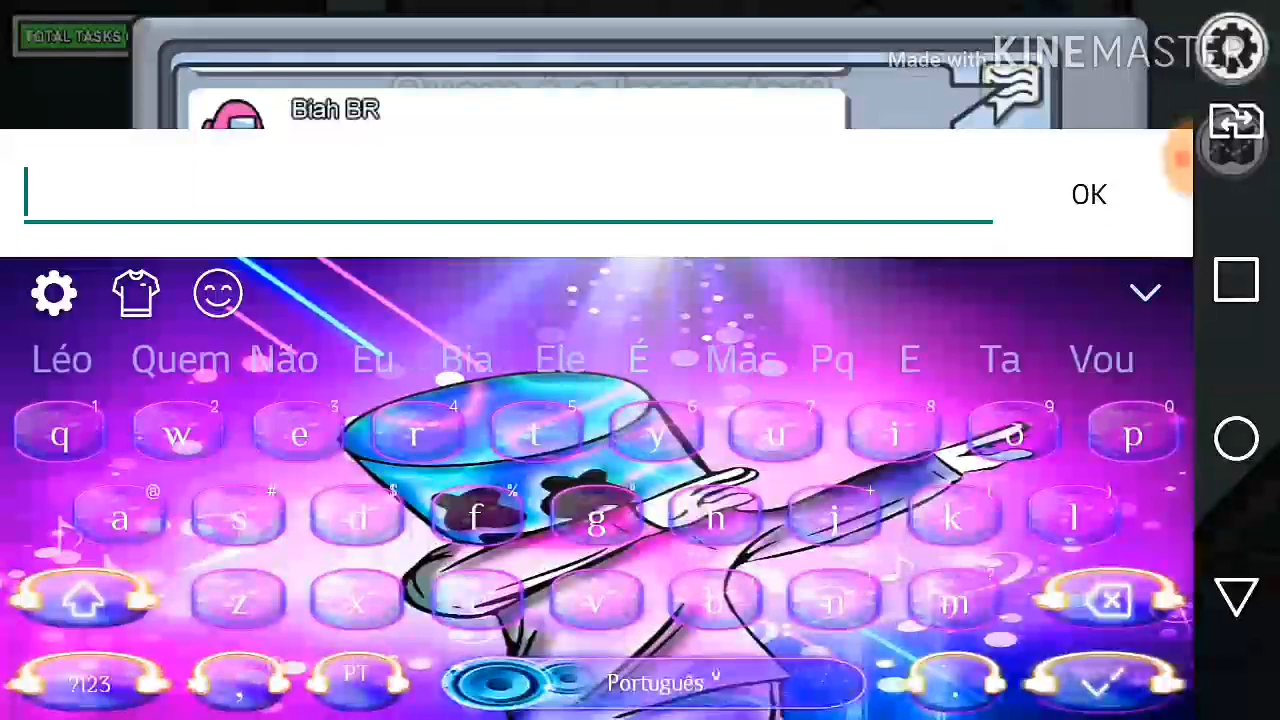 TOTAL TASKS
Made with KINEMASTER
Biah BR
OK
Léo Quem Não Eu Bia Ele É Mas Pq E Ta Vou
q 1 w 2 e 3 r 4 t 5 y 6 u 7 i 8 o 9 p 0
a @ s # d $ f % g h j + k ( l )
z x c v b n m ?
?123 , PT Português .